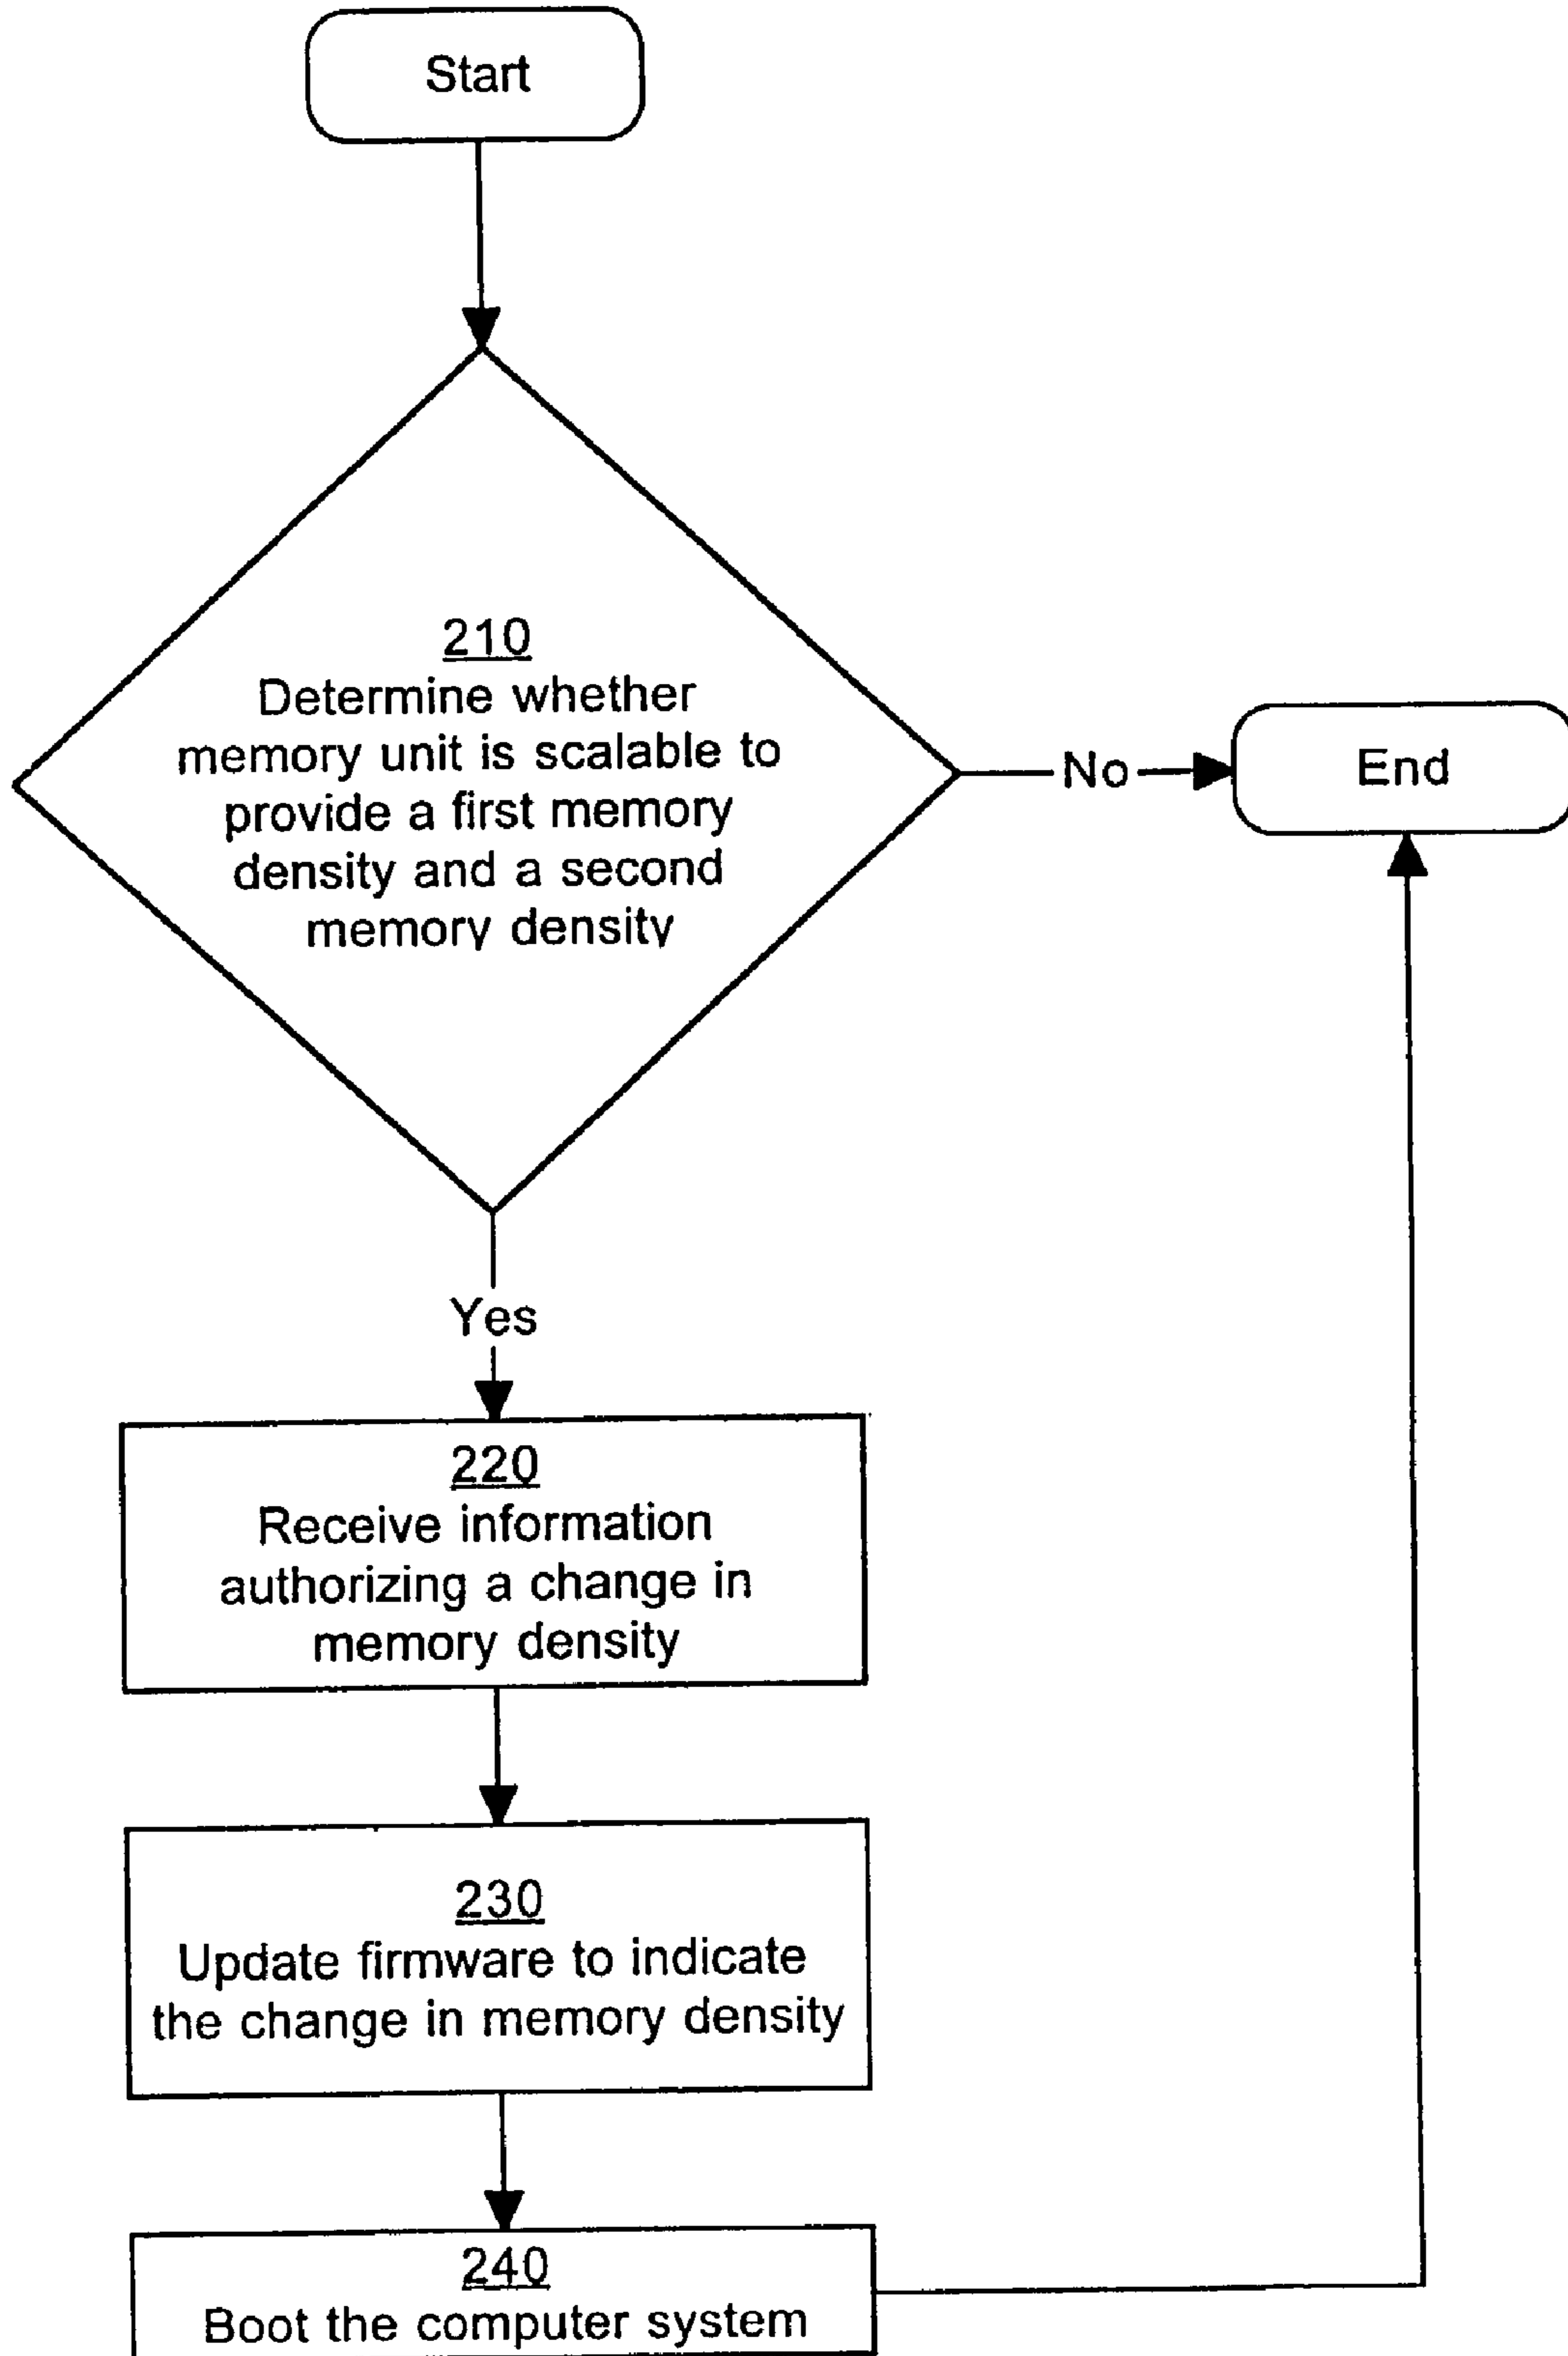 Start
210
Determine whether
memory unit is scalable to
provide a first memory
density and a second
memory density
No
End
Yes
220
Receive information
authorizing a change in
memory density
230
Update firmware to indicate
the change in memory density
240
Boot the computer system